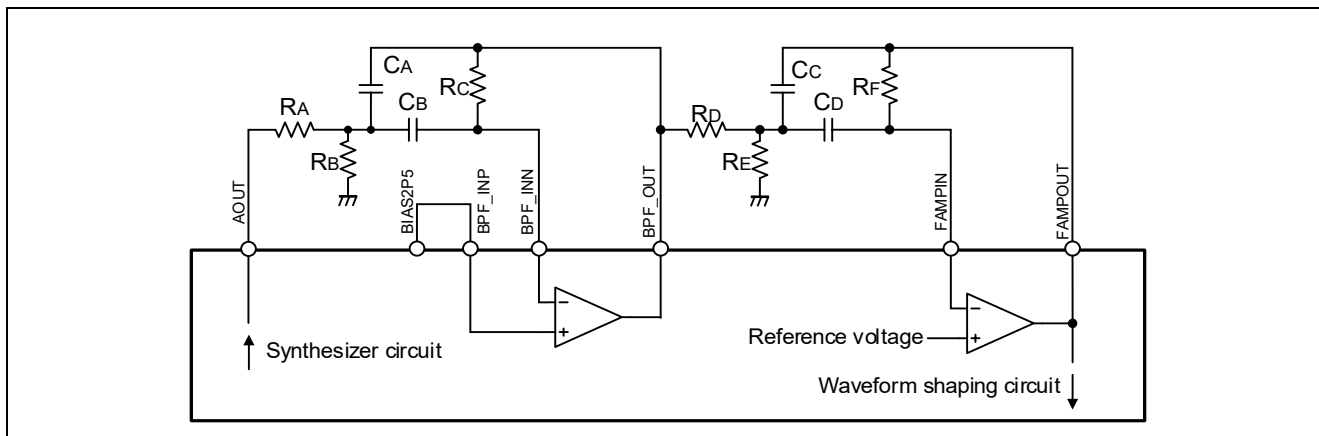 CA
RC
RA
CB
RB
CC
RF
CD
RD
RE
AOUT
BIAS2P5
BPF_INP
BPF_INN
BPF_OUT
FAMPIN
FAMPOUT
−
+
−
+
Synthesizer circuit
Reference voltage
Waveform shaping circuit